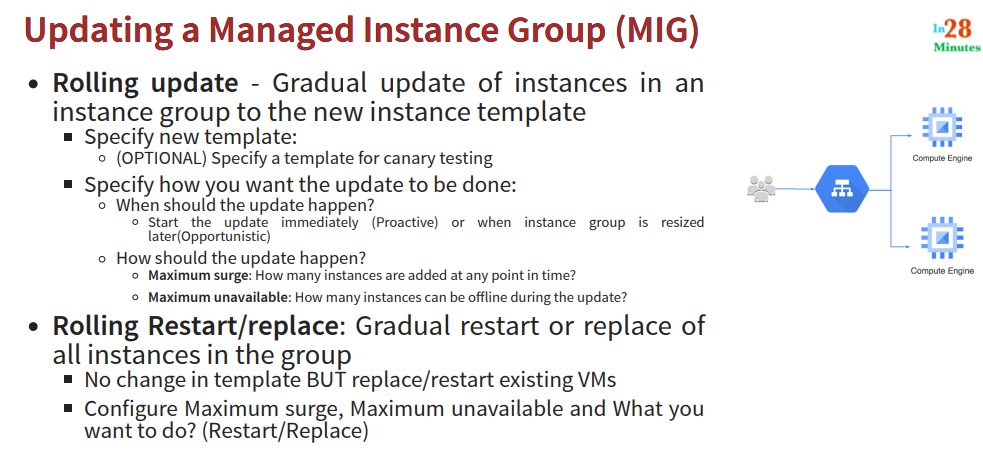 Updating a Managed Instance Group (MIG)
In28
Minutes
Rolling update - Gradual update of instances in an
instance group to the new instance template
Specify new template:
(OPTIONAL) Specify a template for canary testing
Specify how you want the update to be done:
When should the update happen?
Start the update immediately (Proactive) or when instance group is resized
later(Opportunistic)
How should the update happen?
Maximum surge: How many instances are added at any point in time?
Maximum unavailable: How many instances can be offline during the update?
Rolling Restart/replace: Gradual restart or replace of
all instances in the group
No change in template BUT replace/restart existing VMs
Configure Maximum surge, Maximum unavailable and What you
want to do? (Restart/Replace)
Compute Engine
Compute Engine